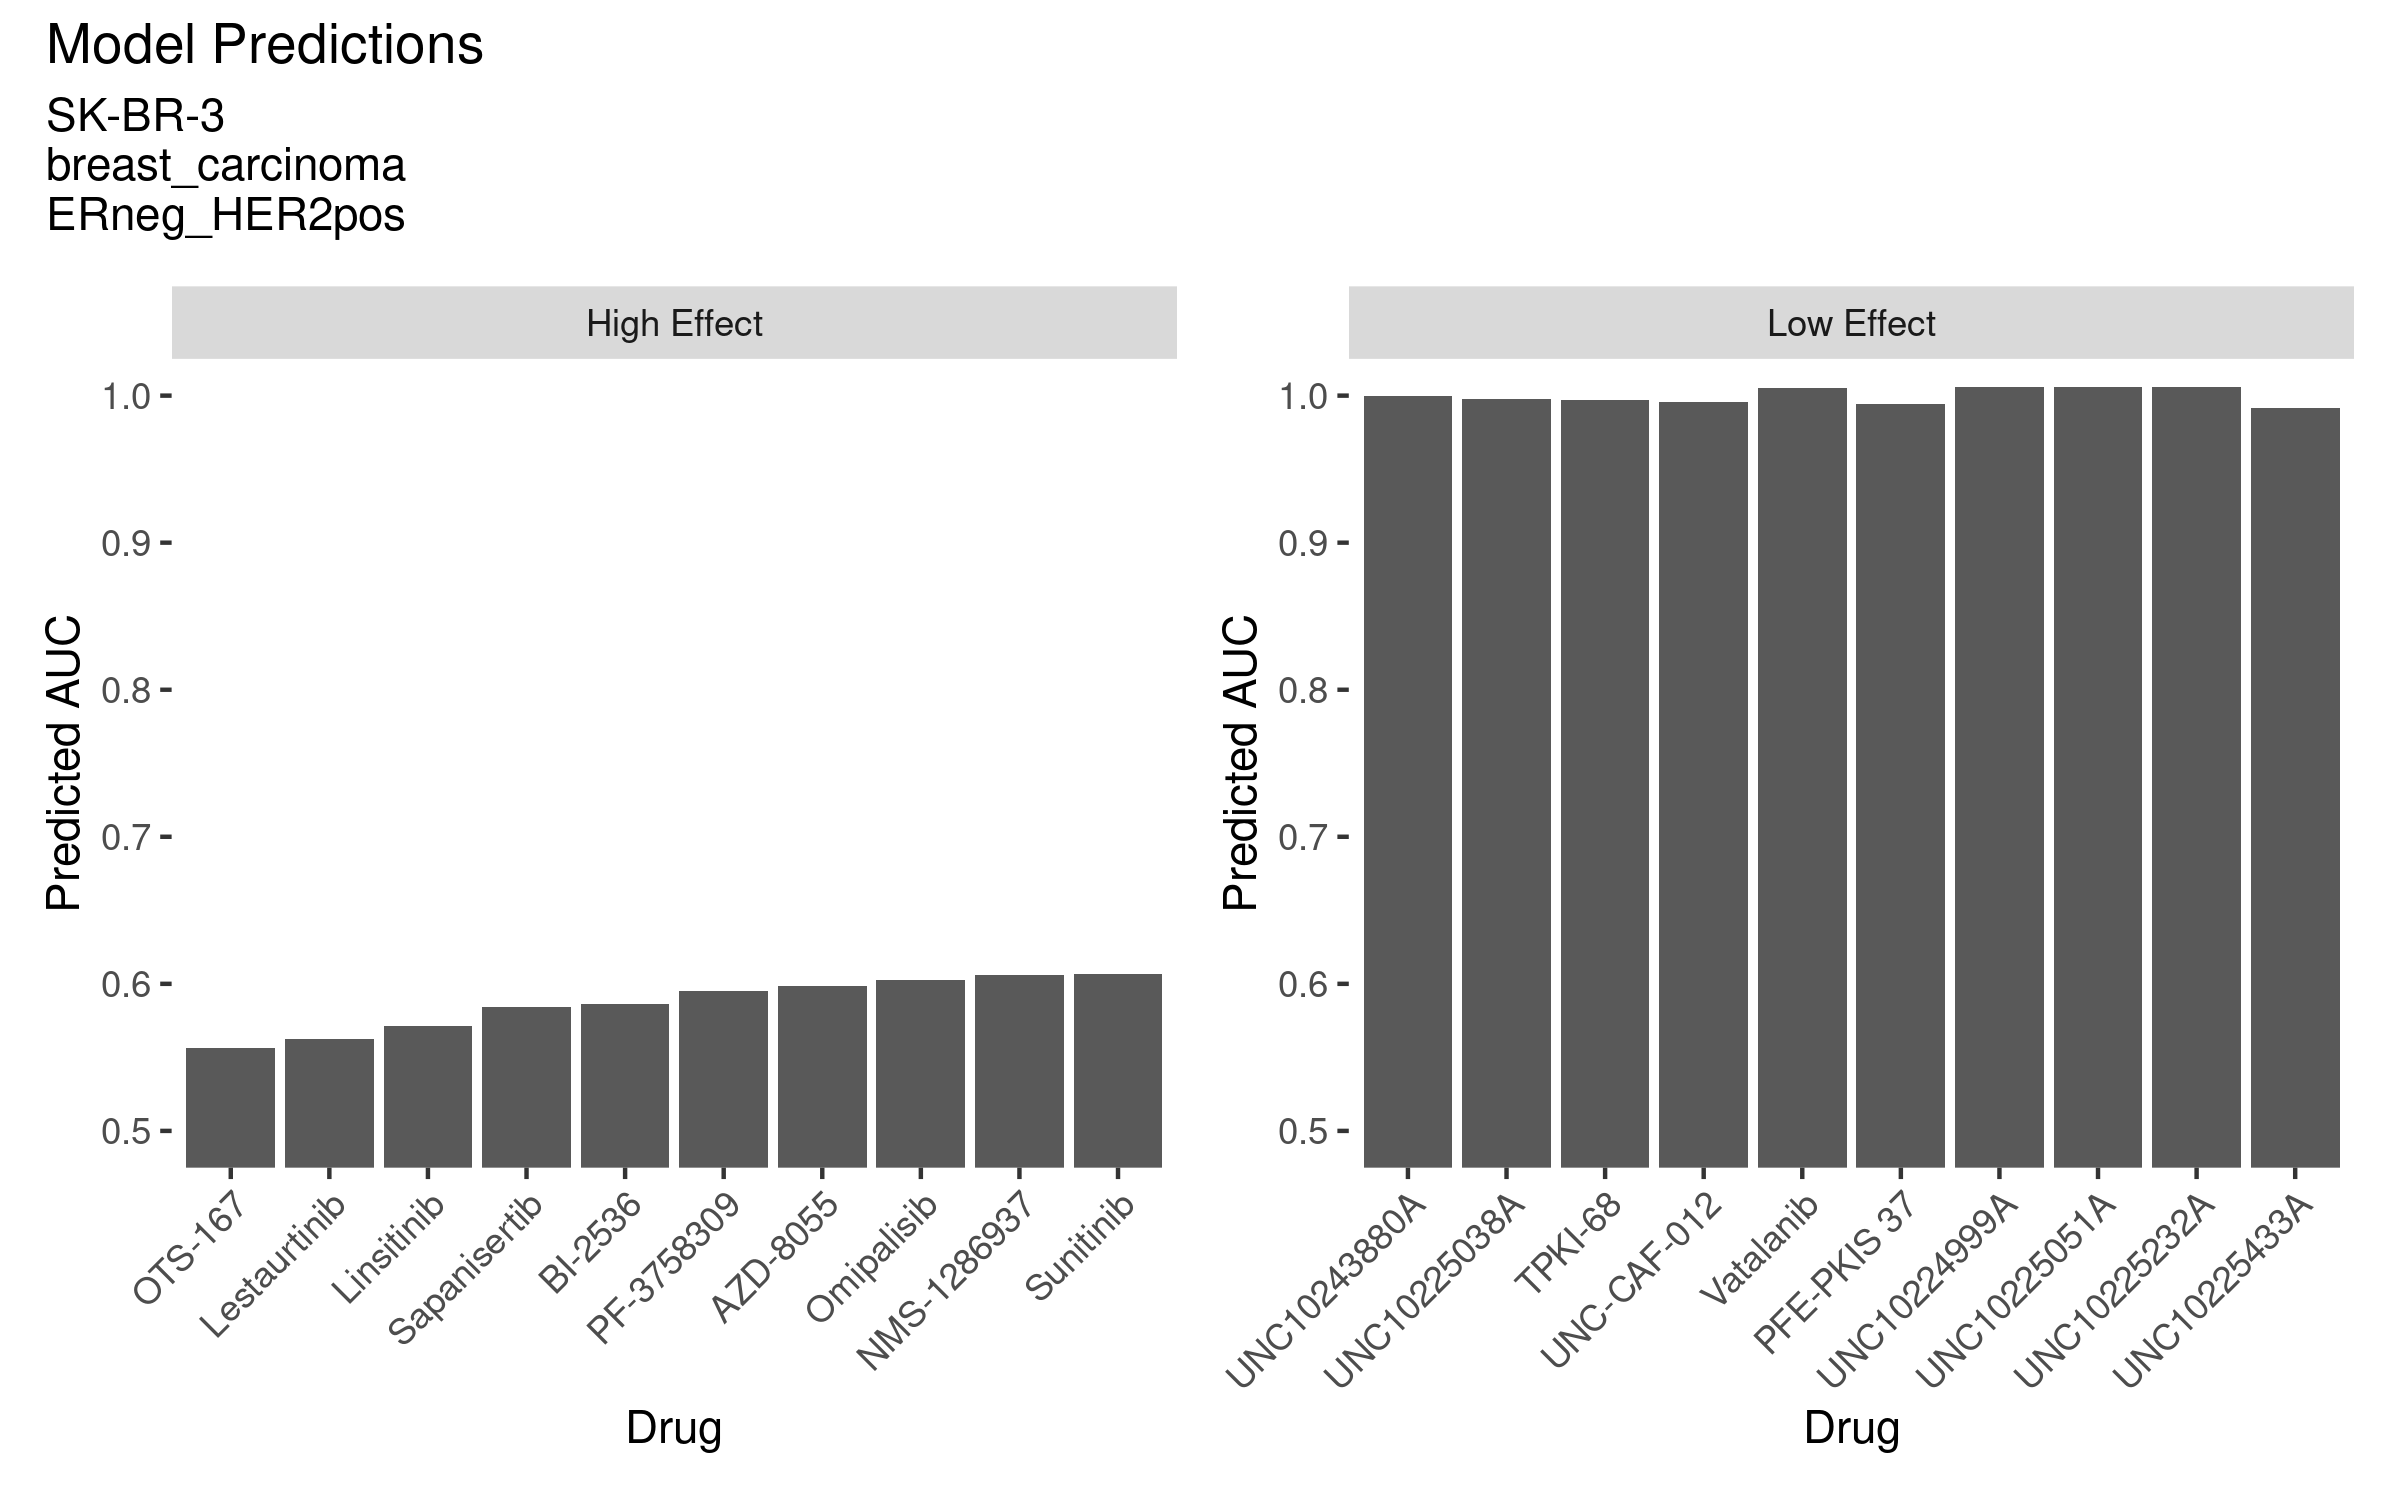 Model Predictions
SK-BR-3
breast_carcinoma
ERneg_HER2pos
High Effect
Predicted AUC
1.0
0.9
0.8
0.7
0.6
0.5
OTS-167
Lestaurtinib
Linsitinib
Sapanisertib
BI-2536
PF-3758309
AZD-8055
Omipalisib
NMS-1286937
Sunitinib
Drug
Low Effect
Predicted AUC
1.0
0.9
0.8
0.7
0.6
0.5
UNC10243880A
UNC10225038A
TPKI-68
UNC-CAF-012
Vatalanib
PFE-PKIS 37
UNC10224999A
UNC10225051A
UNC10225232A
UNC10225433A
Drug